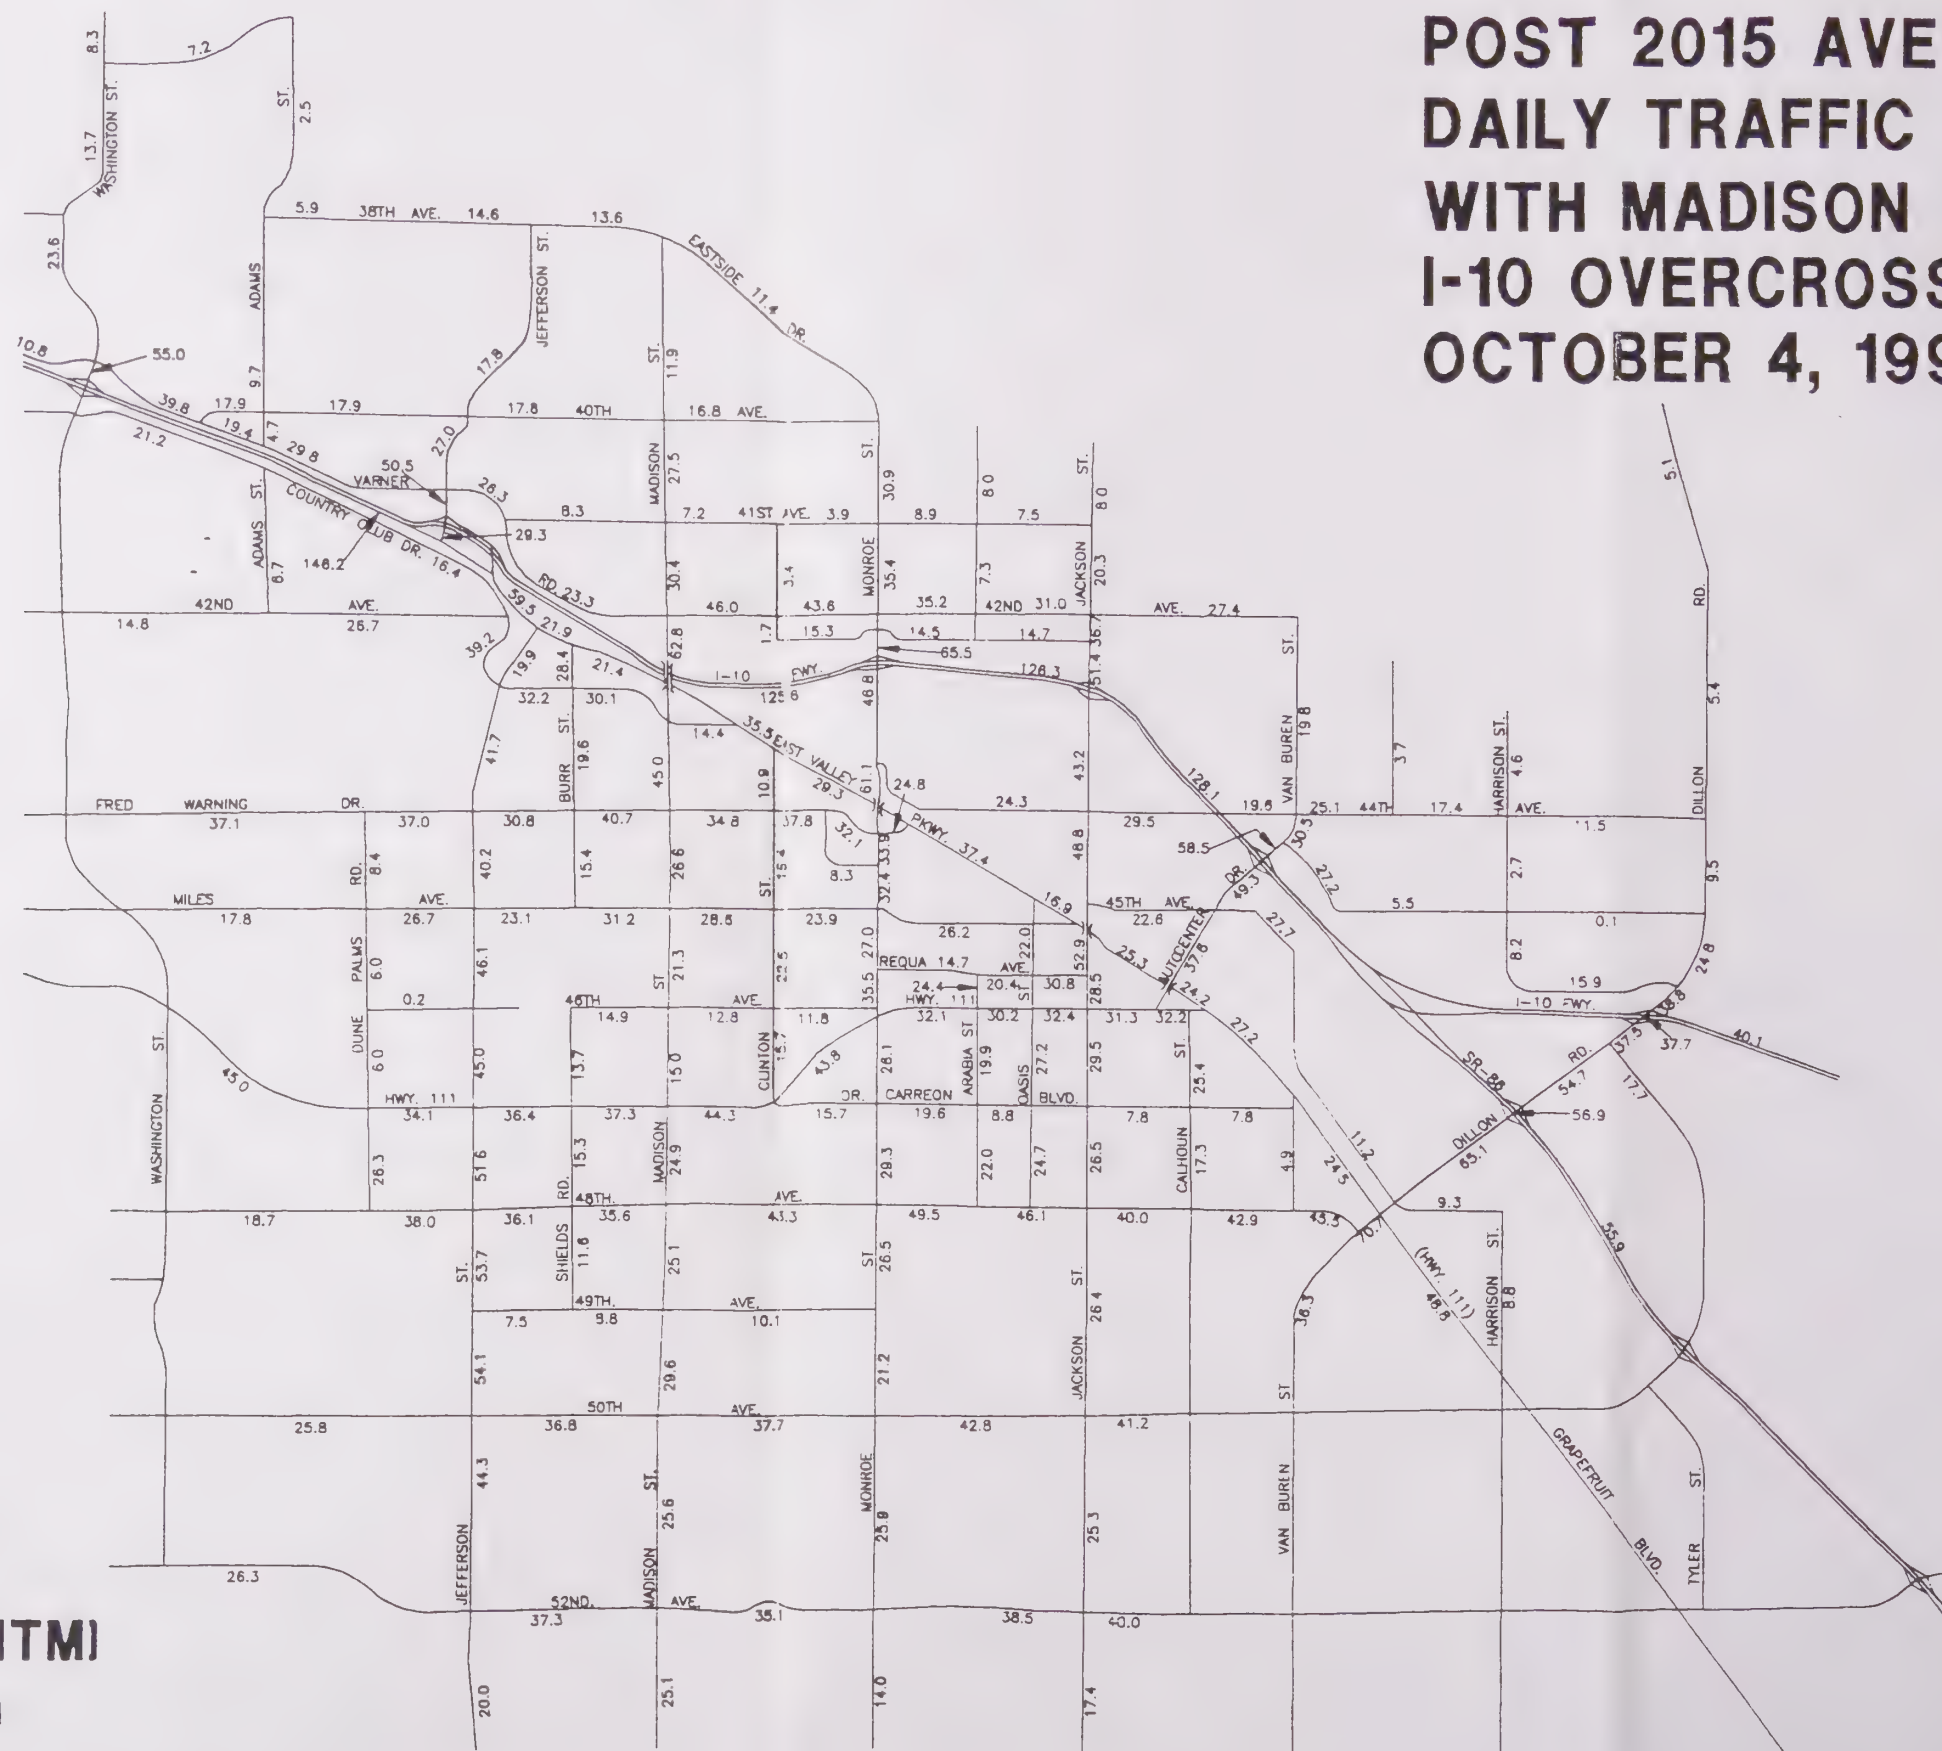 POST 2015 AVE
DAILY TRAFFIC
WITH MADISON
I-10 OVERCROSS
OCTOBER 4, 199
8.3
7.2
ST.
2.5
13.7
WASHINGTON ST.
5.9 38TH AVE. 14.6 13.6
23.6
ADAMS
JEFFERSON ST.
EASTSIDE 11.4 DR.
10.8
55.0
17.8
ST.
11.9
9.7
39.8
17.9 17.9 17.8 40TH 16.8 AVE.
21.2
19.4
4.7
29.8
27.0
50.5
VARNER
28.3
MADISON
27.5
ST.
30.9
8.0
ST.
8.0
5.1
COUNTRY CLUB DR. 16.4
ADAMS ST.
6.7
146.2
8.3 7.2 41ST AVE. 3.9 8.9 7.5
29.3
RD. 23.3
30.4
3.4
MONROE
35.4
7.3
JACKSON
20.3
RD.
42ND AVE.
14.8 26.7
59.5
46.0 43.6 35.2 42ND 31.0 AVE. 27.4
39.2
21.9
19.9
28.4
21.4
62.8
1.7
15.3 14.5 14.7
36.7
65.5
I-10 FWY.
126.3
51.4
ST.
32.2 30.1
46.8
5.4
14.4
35.5
EAST VALLEY
29.3
PKWY. 37.4
41.7
BURR ST.
19.6
45.0
10.9
61.1
24.8
43.2
128.1
VAN BUREN
19.8
3.7
HARRISON ST.
4.6
DILLON
FRED WARNING DR.
37.1 37.0 30.8 40.7 34.8 37.8
32.1
24.3
29.5
19.6 25.1 44TH 17.4 AVE.
11.5
RD.
8.4
40.2
15.4
26.6
ST.
15.4
8.3
33.9
32.4
48.8
58.5
30.5
27.2
DR.
49.3
2.7
9.5
MILES AVE.
17.8 26.7 23.1 31.2 28.6 23.9
26.2
16.9
45TH AVE.
22.6
27.7
5.5
0.1
PALMS
6.0
46.1
ST
21.3
22.5
27.0
REQUA 14.7 AVE
22.0
52.9
25.3
AUTOCENTER
37.8
8.2
24.8
24.4
20.4
ST
30.8
28.5
24.2
15.9
0.2
46TH AVE
14.9 12.8 11.8
35.5
HWY. 111
32.1 30.2 32.4 31.3 32.2
I-10 FWY.
38.8
37.5
37.7
40.1
ST.
DUNE
6.0
45.0
13.7
15.0
CLINTON
15.7
43.8
28.1
ARABIA ST
19.9
OASIS
27.2
29.5
ST.
25.4
27.2
SR-86
RD.
54.7
17.7
45.0
HWY. 111
34.1 36.4 37.3 44.3
DR. CARREON BLVD.
15.7 19.6 8.8 7.8 7.8
56.9
WASHINGTON
26.3
51.6
15.3
MADISON
24.9
29.3
22.0
24.7
26.5
CALHOUN
17.3
4.9
24.5
11.2
DILLON
65.1
RD.
48TH. AVE.
18.7 38.0 36.1 35.6 43.3 49.5 46.1 40.0 42.9 43.5
70.7
9.3
ST.
53.7
SHIELDS
11.6
25.1
ST
26.5
ST.
55.9
49TH. AVE.
7.5 9.8 10.1
26.4
38.3
(HWY. 111)
48.8
HARRISON ST.
8.8
54.1
29.6
21.2
JACKSON
ST
50TH AVE.
25.8 36.8 37.7 42.8 41.2
44.3
ST.
25.6
MONROE
25.9
25.3
VAN BUREN
GRAPEFRUIT
BLVD.
TYLER ST.
26.3
JEFFERSON
MADISON
52ND. AVE.
37.3 35.1 38.5 40.0
ITM)
20.0
25.1
14.0
17.4